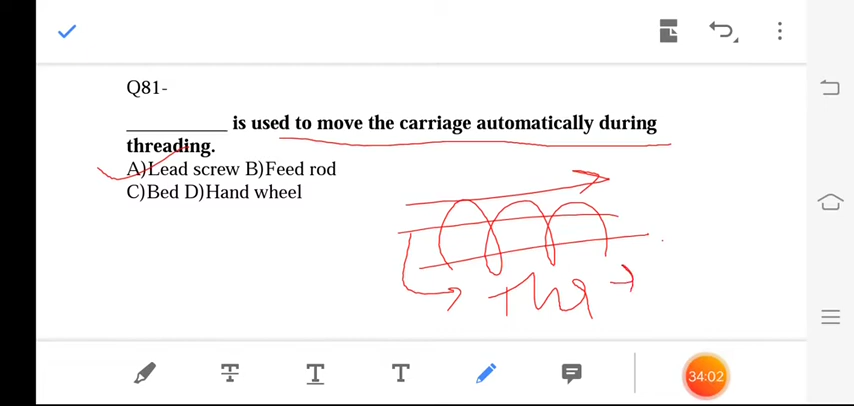 Q81-
__________ is used to move the carriage automatically during
threading.
A)Lead screw B)Feed rod
C)Bed D)Hand wheel
T T T
34:02